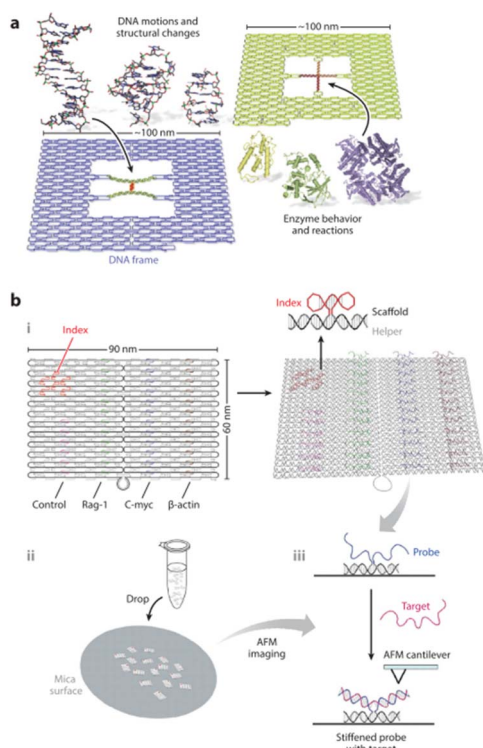 a
DNA motions and
structural changes
~100 nm
~100 nm
DNA frame
Enzyme behavior
and reactions
b
i
Index
90 nm
60 nm
Control
Rag-1
C-myc
β-actin
Index
Scaffold
Helper
ii
Drop
Mica
surface
AFM
imaging
iii
Probe
Target
AFM cantilever
Stiffened probe
with target